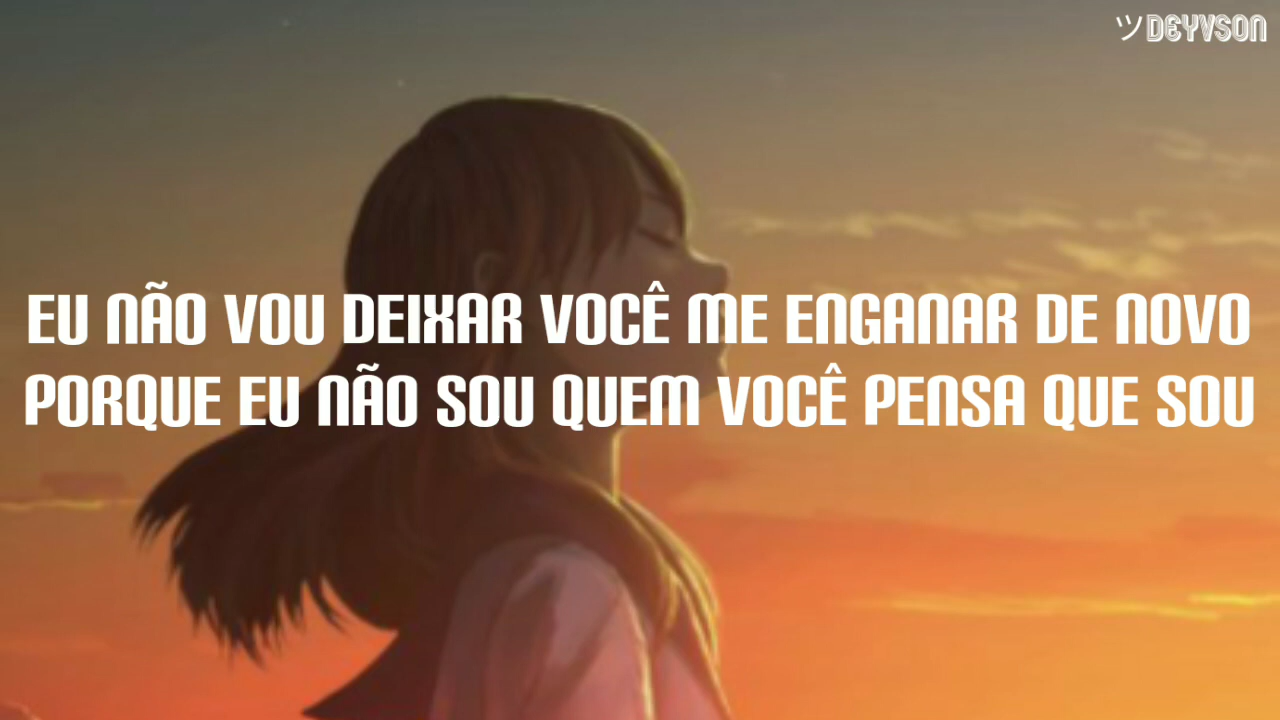 ツDEYVSON
EU NÃO VOU DEIXAR VOCÊ ME ENGANAR DE NOVO
PORQUE EU NÃO SOU QUEM VOCÊ PENSA QUE SOU